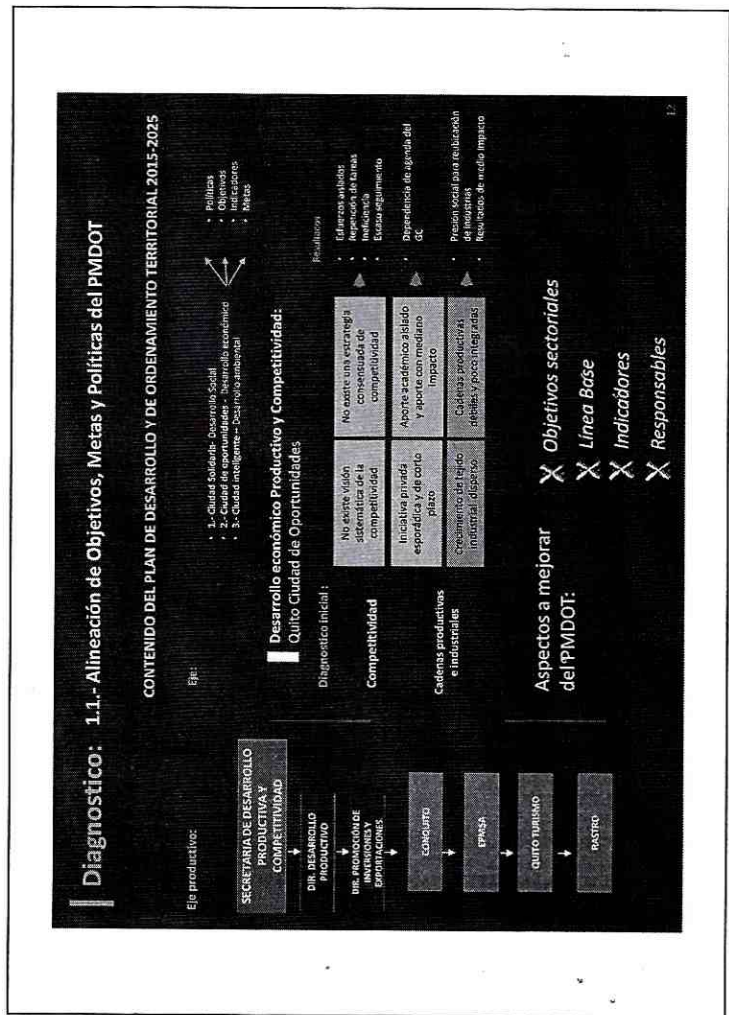 Diagnostico: 1.1.- Alineación de Objetivos, Metas y Políticas del PMDOT
CONTENIDO DEL PLAN DE DESARROLLO Y DE ORDENAMIENTO TERRITORIAL 2015-2025
Eje productivo:
SECRETARIA DE DESARROLLO
PRODUCTIVA Y
COMPETITIVIDAD
DIR. DESARROLLO
PRODUCTIVO
DIR. PROMOCIÓN DE
INVERSIONES Y
EXPORTACIONES
CONQUITO
EPMSA
QUITO TURISMO
RASTRO
Eje:
• 1.- Ciudad Solidaria- Desarrollo Social
• 2.- Ciudad de oportunidades - Desarrollo económico
• 3.- Ciudad inteligente – Desarrollo ambiental
• Políticas
• Objetivos
• Indicadores
• Metas
Desarrollo económico Productivo y Competitividad:
Quito Ciudad de Oportunidades
Diagnostico inicial :
Resultados
Competitividad
No existe visión
sistemática de la
competitividad
No existe una estrategia
consensuada de
competitividad
• Esfuerzos aislados
• Repetición de tareas
• Ineficiencia
• Escaso seguimiento
Iniciativa privada
esporádica y de corto
plazo
Aporte académico aislado
y aporte con mediano
Impacto
• Dependencia de agenda del
GC
Cadenas productivas
e industriales
Crecimiento de tejido
industrial disperso
Cadenas productivas
débiles y poco integradas
• Presión social para reubicación
de industrias
• Resultados de medio impacto
Aspectos a mejorar
del PMDOT:
X Objetivos sectoriales
X Línea Base
X Indicadores
X Responsables
12